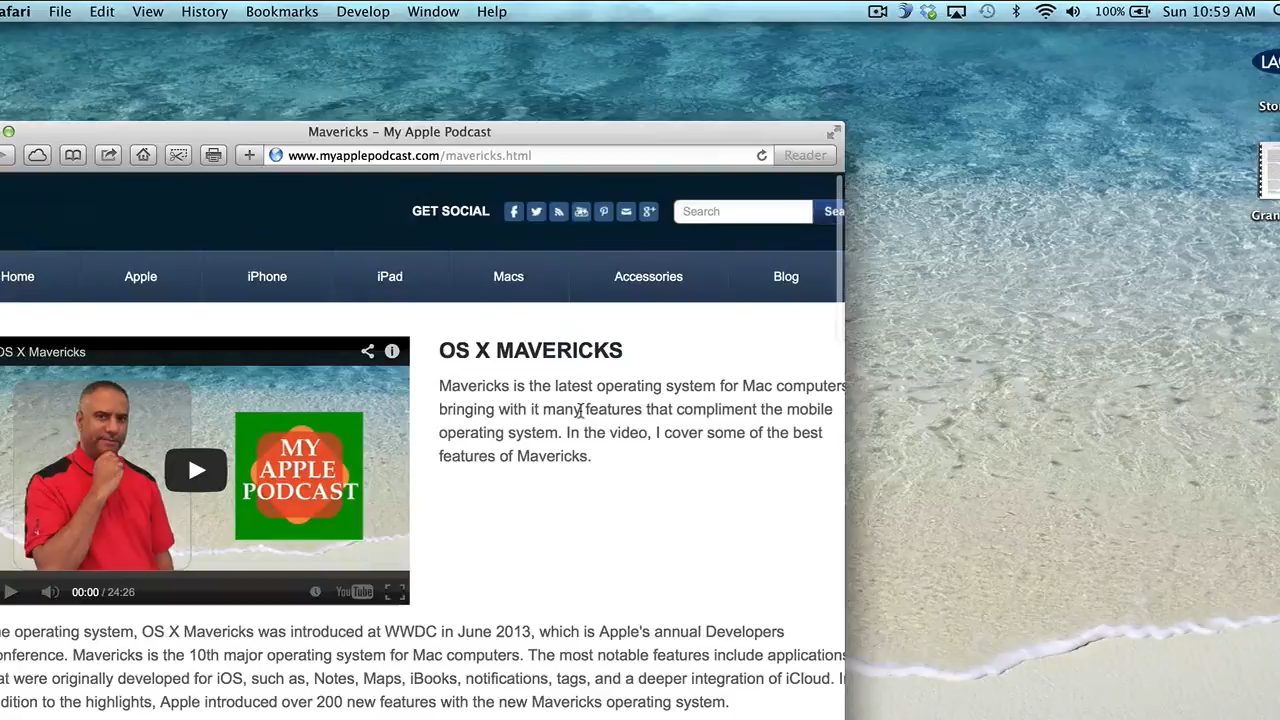 afari File Edit View History Bookmarks Develop Window Help 100% Sun 10:59 AM
LAC
Sto
Gran
Mavericks – My Apple Podcast
www.myapplepodcast.com/mavericks.html Reader
GET SOCIAL Search Sea
Home Apple iPhone iPad Macs Accessories Blog
OS X Mavericks
MY
APPLE
PODCAST
00:00 / 24:26 YouTube
OS X MAVERICKS
Mavericks is the latest operating system for Mac computers
bringing with it many features that compliment the mobile
operating system. In the video, I cover some of the best
features of Mavericks.
e operating system, OS X Mavericks was introduced at WWDC in June 2013, which is Apple's annual Developers
onference. Mavericks is the 10th major operating system for Mac computers. The most notable features include applications
at were originally developed for iOS, such as, Notes, Maps, iBooks, notifications, tags, and a deeper integration of iCloud. In
dition to the highlights, Apple introduced over 200 new features with the new Mavericks operating system.